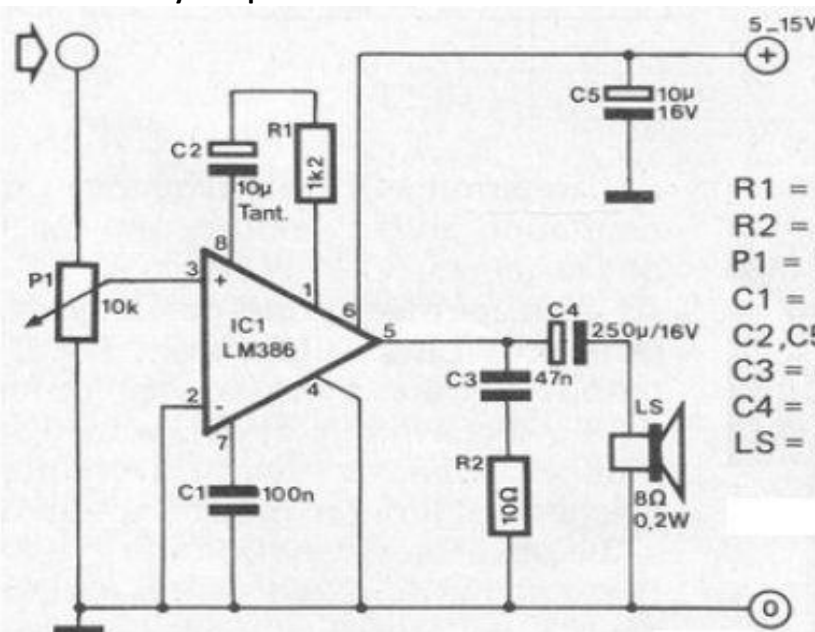 5_15V
+
C5
10µ
16V
C2
10µ
Tant.
R1
1k2
P1
10k
8
3
+
1
6
IC1
LM386
5
2
-
4
7
C1
100n
C3
47n
C4
250µ/16V
R2
10Ω
LS
8Ω
0,2W
0
R1 =
R2 =
P1 =
C1 =
C2,C5
C3 =
C4 =
LS =